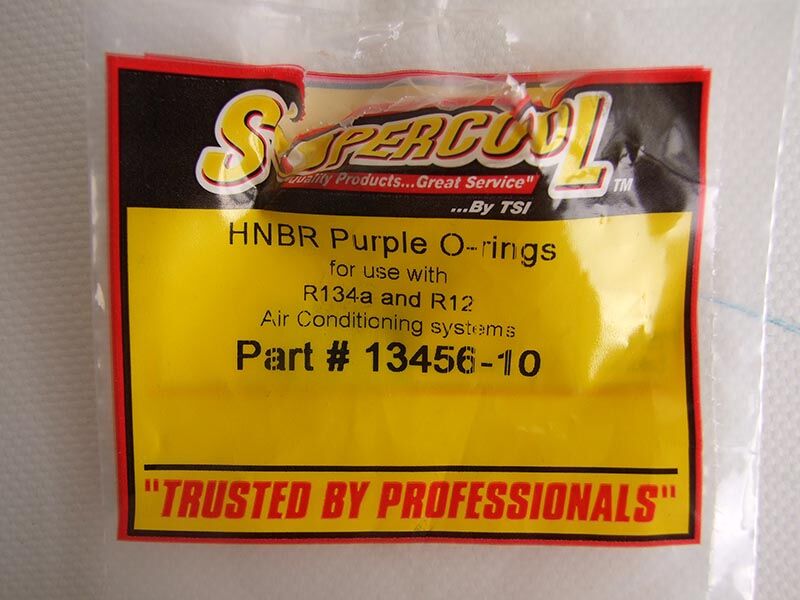 SUPERCOOL TM
Quality Products...Great Service"
...By TSI
HNBR Purple O-rings
for use with
R134a and R12
Air Conditioning systems
Part # 13456-10
"TRUSTED BY PROFESSIONALS"